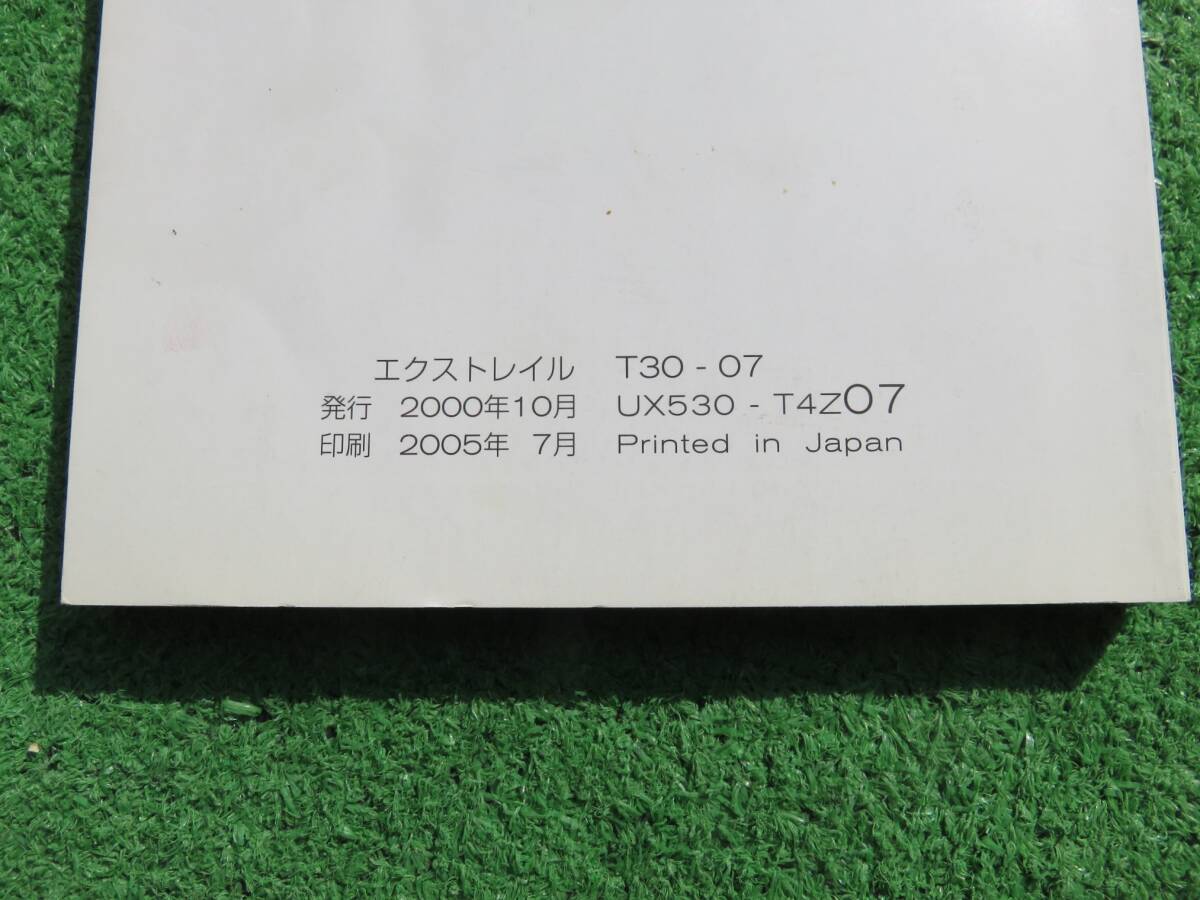 エクストレイル T30 - 07
発行 2000年10月 UX530 - T4Z07
印刷 2005年 7月 Printed in Japan